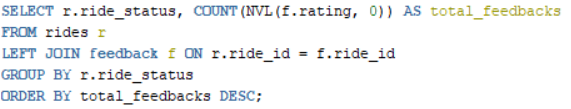 SELECT r.ride_status, COUNT(NVL(f.rating, 0)) AS total_feedbacks
FROM rides r
LEFT JOIN feedback f ON r.ride_id = f.ride_id
GROUP BY r.ride_status
ORDER BY total_feedbacks DESC;